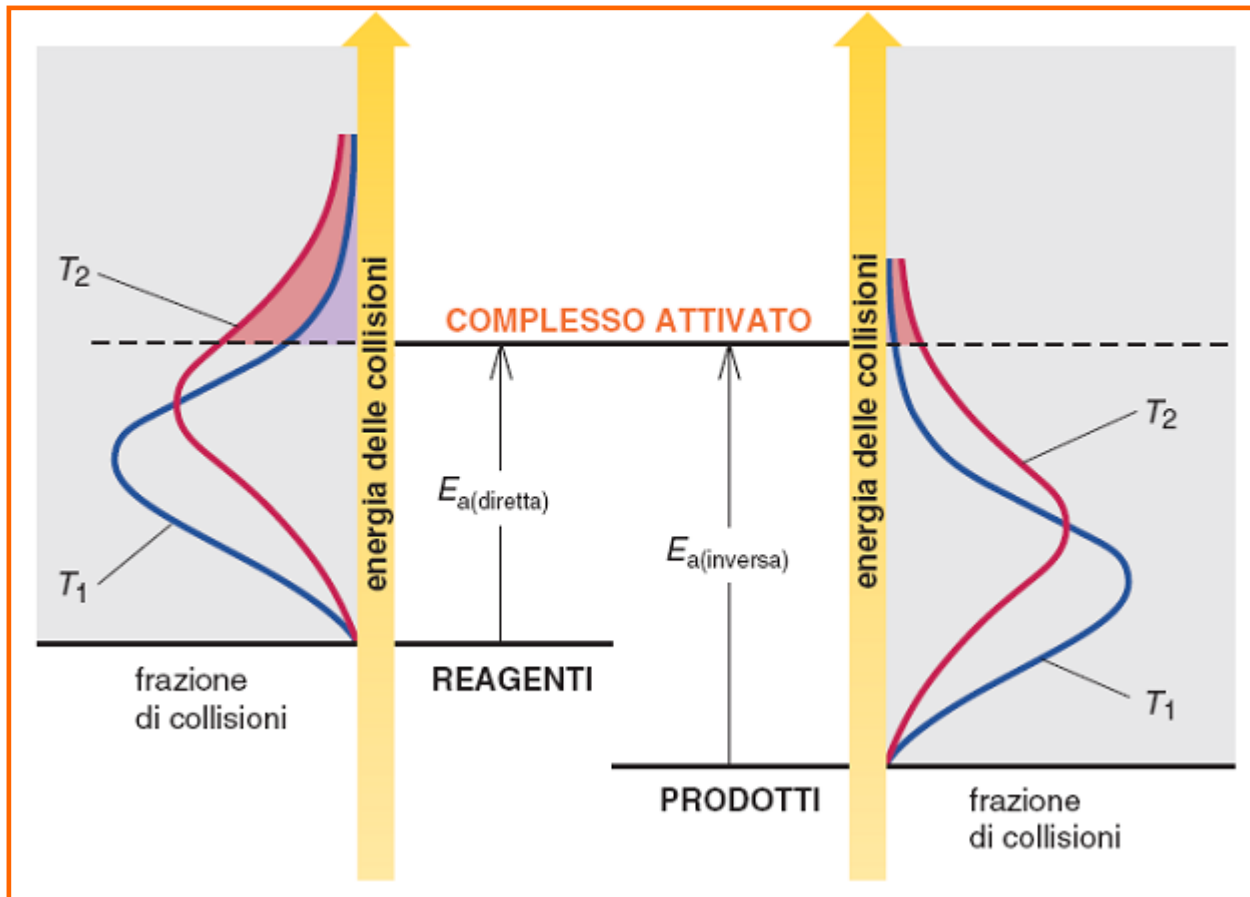 T2
T1
frazione
di collisioni
energia delle collisioni
COMPLESSO ATTIVATO
Ea(diretta)
Ea(inversa)
REAGENTI
PRODOTTI
energia delle collisioni
T2
T1
frazione
di collisioni